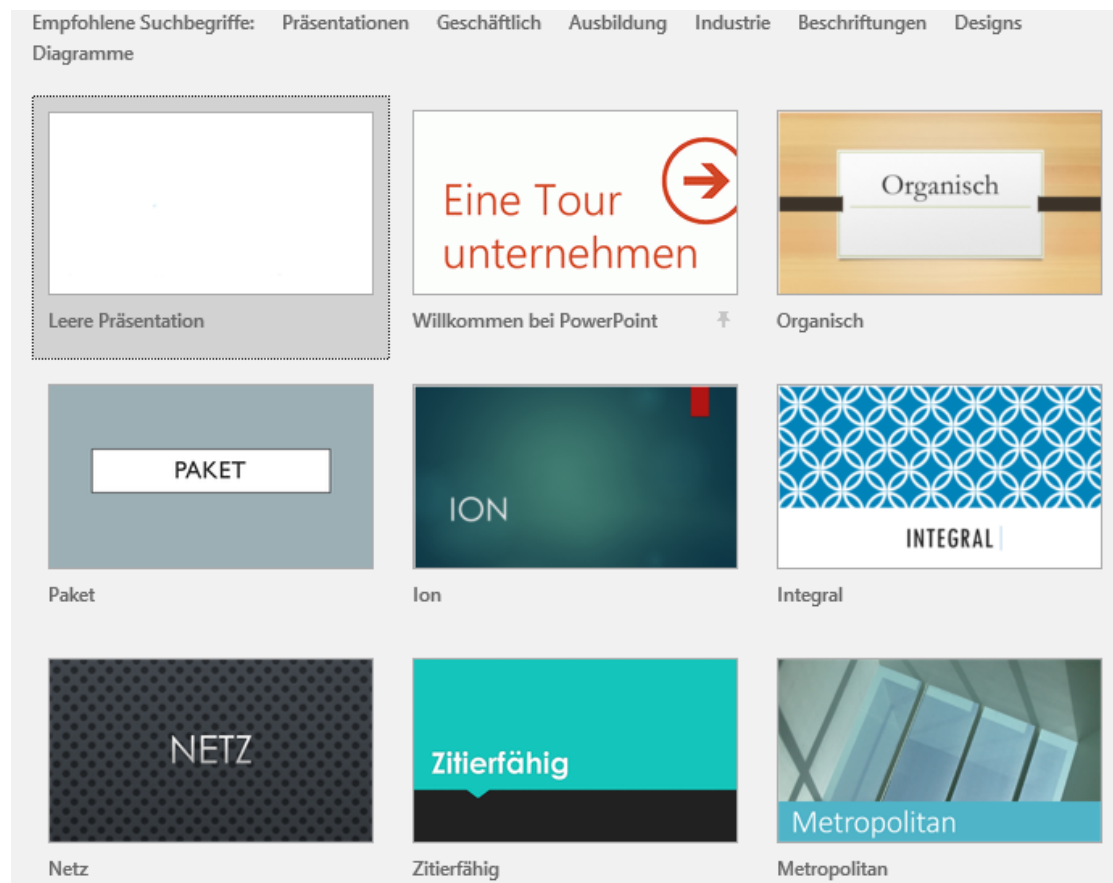 Empfohlene Suchbegriffe: Präsentationen Geschäftlich Ausbildung Industrie Beschriftungen Designs
Diagramme
Eine Tour
unternehmen
Organisch
Leere Präsentation
Willkommen bei PowerPoint
Organisch
PAKET
ION
INTEGRAL
Paket
Ion
Integral
NETZ
Zitierfähig
Metropolitan
Netz
Zitierfähig
Metropolitan